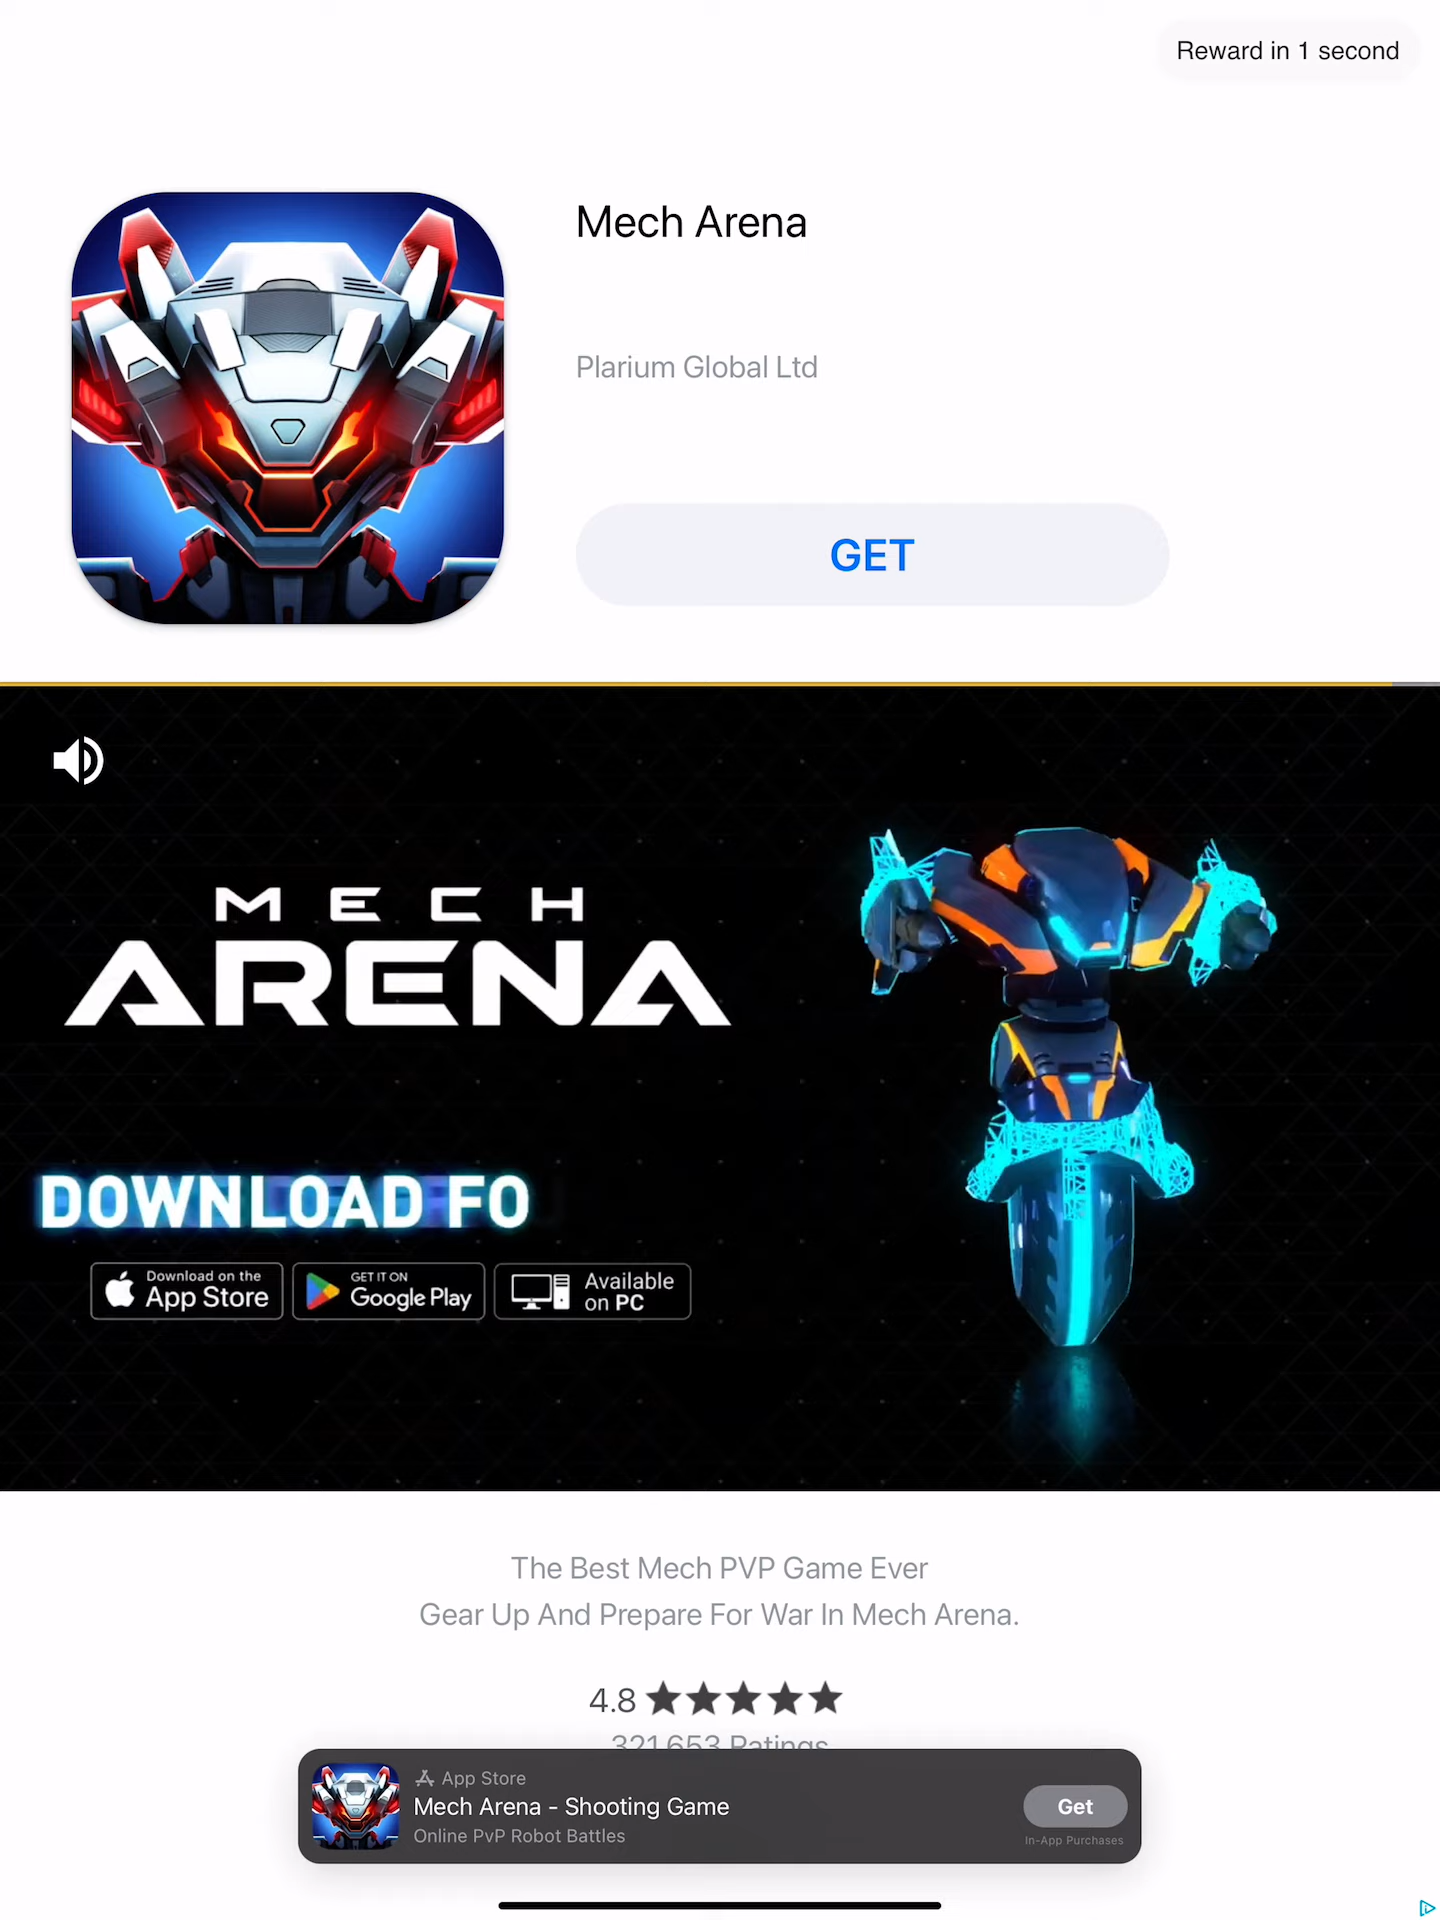 Reward in 1 second
Mech Arena
Plarium Global Ltd
GET
MECH
ARENA
DOWNLOAD FO
Download on the
App Store
GET IT ON
Google Play
Available
on PC
The Best Mech PVP Game Ever
Gear Up And Prepare For War In Mech Arena.
4.8
321,653 Ratings
App Store
Mech Arena - Shooting Game
Online PvP Robot Battles
Get
In-App Purchases